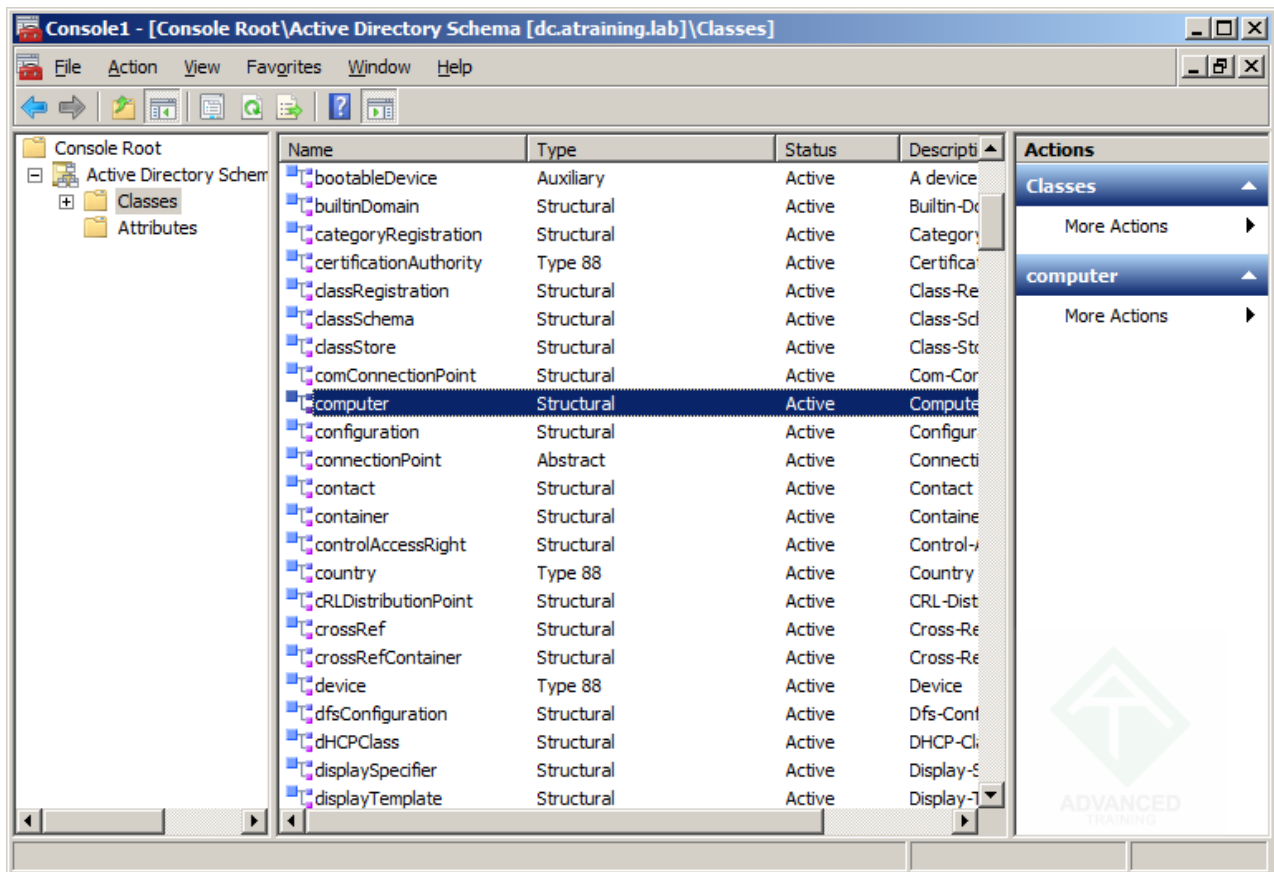 Console1 - [Console Root\Active Directory Schema [dc.atraining.lab]\Classes]
File Action View Favorites Window Help
Console Root
Active Directory Schem
Classes
Attributes
Name Type Status Descripti
bootableDevice Auxiliary Active A device
builtinDomain Structural Active Builtin-Do
categoryRegistration Structural Active Category
certificationAuthority Type 88 Active Certificat
classRegistration Structural Active Class-Re
classSchema Structural Active Class-Sch
classStore Structural Active Class-Sto
comConnectionPoint Structural Active Com-Con
computer Structural Active Compute
configuration Structural Active Configur
connectionPoint Abstract Active Connecti
contact Structural Active Contact
container Structural Active Containe
controlAccessRight Structural Active Control-A
country Type 88 Active Country
cRLDistributionPoint Structural Active CRL-Dist
crossRef Structural Active Cross-Re
crossRefContainer Structural Active Cross-Re
device Type 88 Active Device
dfsConfiguration Structural Active Dfs-Conf
dHCPClass Structural Active DHCP-Cla
displaySpecifier Structural Active Display-S
displayTemplate Structural Active Display-T
Actions
Classes
More Actions
computer
More Actions
ADVANCED
TRAINING